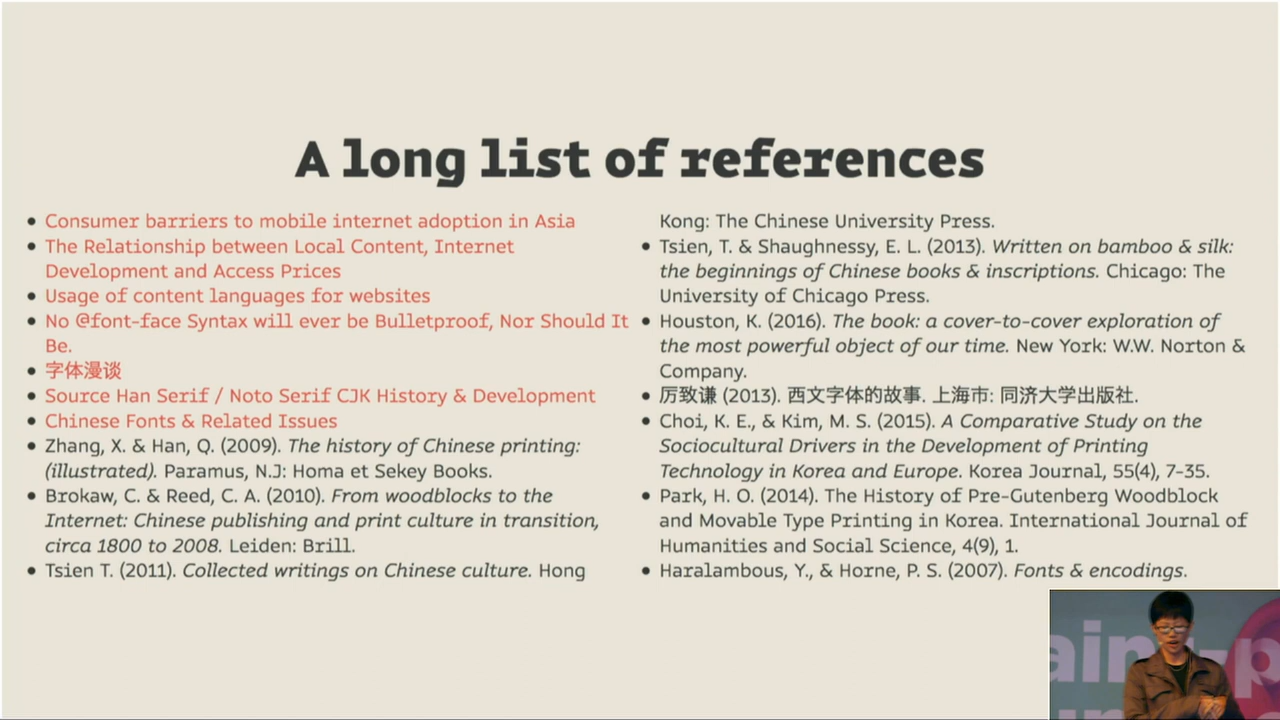 A long list of references
Consumer barriers to mobile internet adoption in Asia
The Relationship between Local Content, Internet
Development and Access Prices
Usage of content languages for websites
No @font-face Syntax will ever be Bulletproof, Nor Should It
Be.
字体漫谈
Source Han Serif / Noto Serif CJK History & Development
Chinese Fonts & Related Issues
Zhang, X. & Han, Q. (2009). The history of Chinese printing:
(illustrated). Paramus, N.J: Homa et Sekey Books.
Brokaw, C. & Reed, C. A. (2010). From woodblocks to the
Internet: Chinese publishing and print culture in transition,
circa 1800 to 2008. Leiden: Brill.
Tsien T. (2011). Collected writings on Chinese culture. Hong
Kong: The Chinese University Press.
Tsien, T. & Shaughnessy, E. L. (2013). Written on bamboo & silk:
the beginnings of Chinese books & inscriptions. Chicago: The
University of Chicago Press.
Houston, K. (2016). The book: a cover-to-cover exploration of
the most powerful object of our time. New York: W.W. Norton &
Company.
厉致谦 (2013). 西文字体的故事. 上海市: 同济大学出版社.
Choi, K. E., & Kim, M. S. (2015). A Comparative Study on the
Sociocultural Drivers in the Development of Printing
Technology in Korea and Europe. Korea Journal, 55(4), 7-35.
Park, H. O. (2014). The History of Pre-Gutenberg Woodblock
and Movable Type Printing in Korea. International Journal of
Humanities and Social Science, 4(9), 1.
Haralambous, Y., & Horne, P. S. (2007). Fonts & encodings.